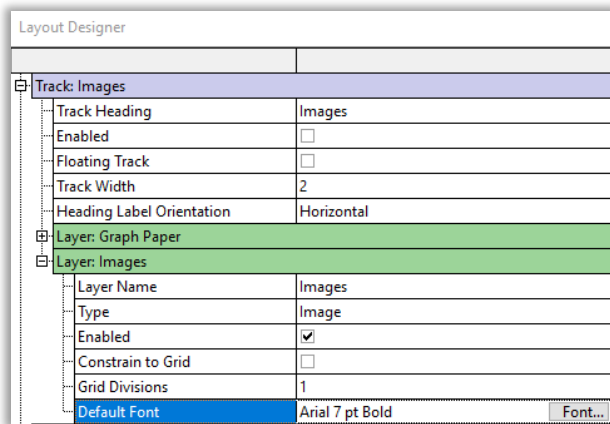 Layout Designer
Track: Images
Track Heading Images
Enabled
Floating Track
Track Width 2
Heading Label Orientation Horizontal
Layer: Graph Paper
Layer: Images
Layer Name Images
Type Image
Enabled
Constrain to Grid
Grid Divisions 1
Default Font Arial 7 pt Bold Font...